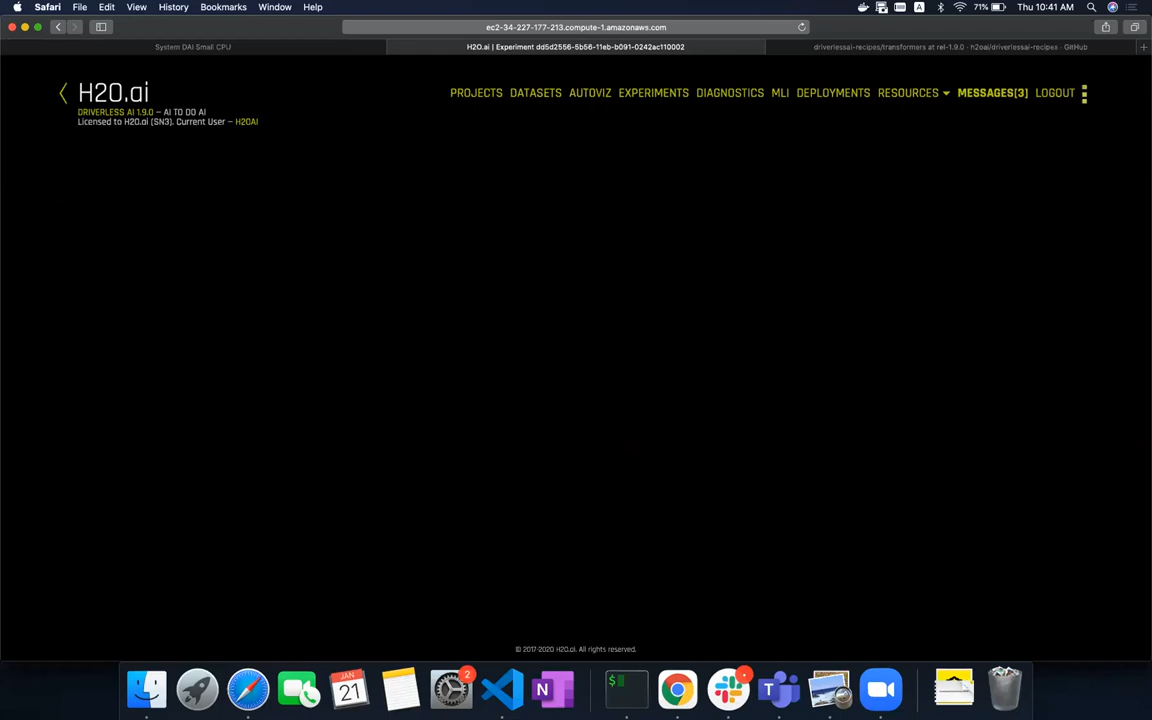 Safari File Edit View History Bookmarks Window Help
A 71% Thu 10:41 AM
ec2-34-227-177-213.compute-1.amazonaws.com
System DAI Small CPU
H2O.ai | Experiment dd5d2556-5b56-11eb-b091-0242ac110002
driverlessai-recipes/transformers at rel-1.9.0 · h2oai/driverlessai-recipes — GitHub
H2O.ai
PROJECTS DATASETS AUTOVIZ EXPERIMENTS DIAGNOSTICS MLI DEPLOYMENTS RESOURCES MESSAGES[3] LOGOUT
DRIVERLESS AI 1.9.0 – AI TO DO AI
Licensed to H2O.ai (SN3). Current User – H2OAI
© 2017-2020 H2O.ai. All rights reserved.
2
JAN
21
N
$
T